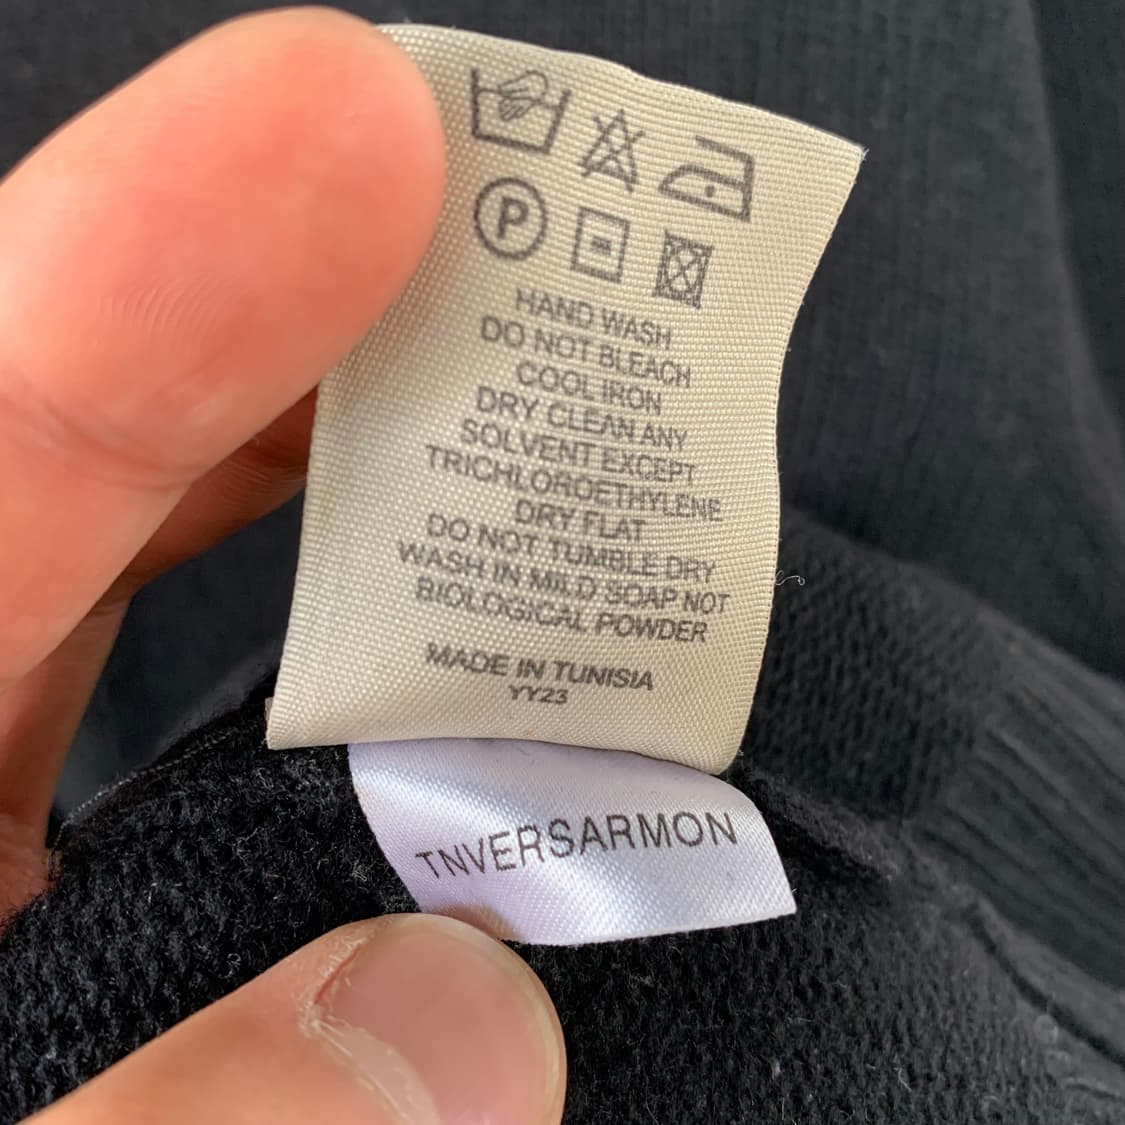 P
HAND WASH
DO NOT BLEACH
COOL IRON
DRY CLEAN ANY
SOLVENT EXCEPT
TRICHLOROETHYLENE
DRY FLAT
DO NOT TUMBLE DRY
WASH IN MILD SOAP NOT
BIOLOGICAL POWDER
MADE IN TUNISIA
YY23
TNVERSARMON